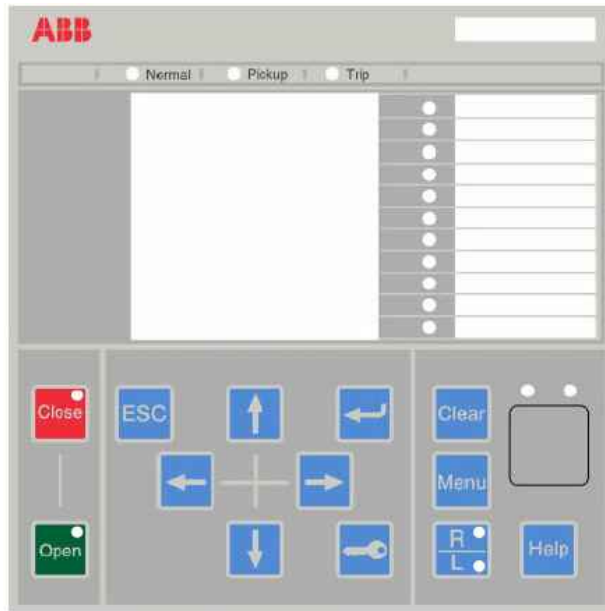 ABB
Normal Pickup Trip
Close ESC Clear
Menu
Open R L Help